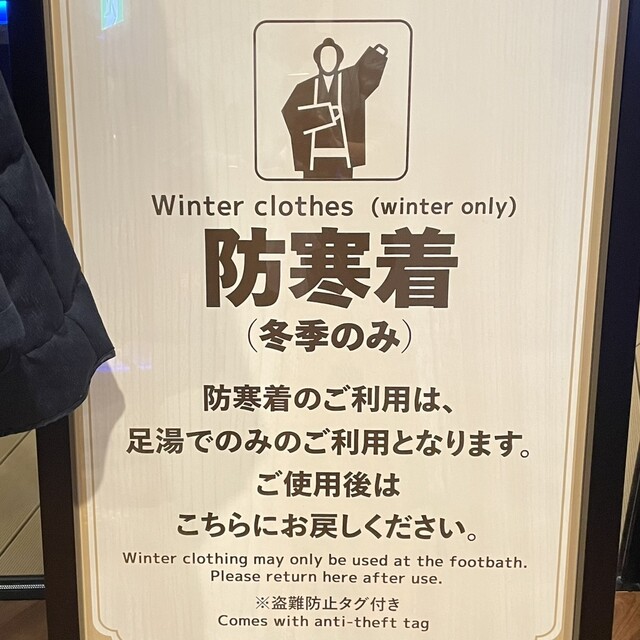 Winter clothes (winter only)
防寒着
（冬季のみ）
防寒着のご利用は、
足湯でのみのご利用となります。
ご使用後は
こちらにお戻しください。
Winter clothing may only be used at the footbath.
Please return here after use.
※盗難防止タグ付き
Comes with anti-theft tag